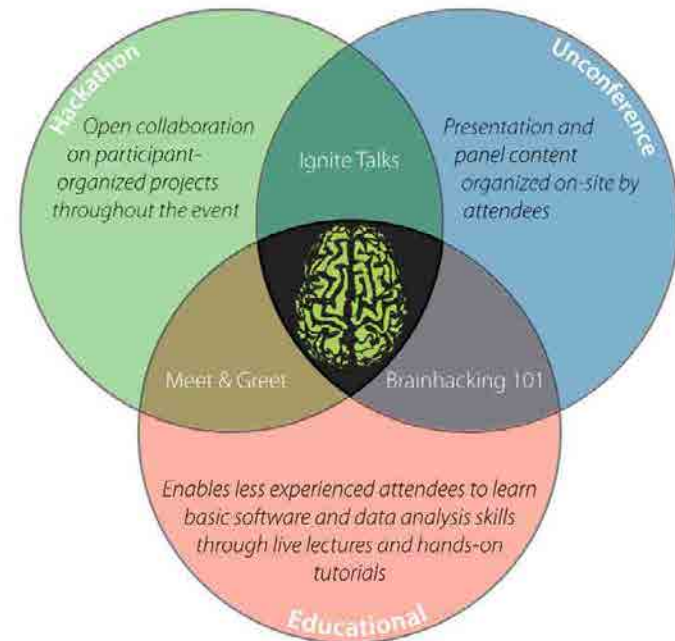 Hackathon
Unconference
Open collaboration
on participant-
organized projects
throughout the event
Ignite Talks
Presentation and
panel content
organized on-site by
attendees
Meet & Greet
Brainhacking 101
Enables less experienced attendees to learn
basic software and data analysis skills
through live lectures and hands-on
tutorials
Educational